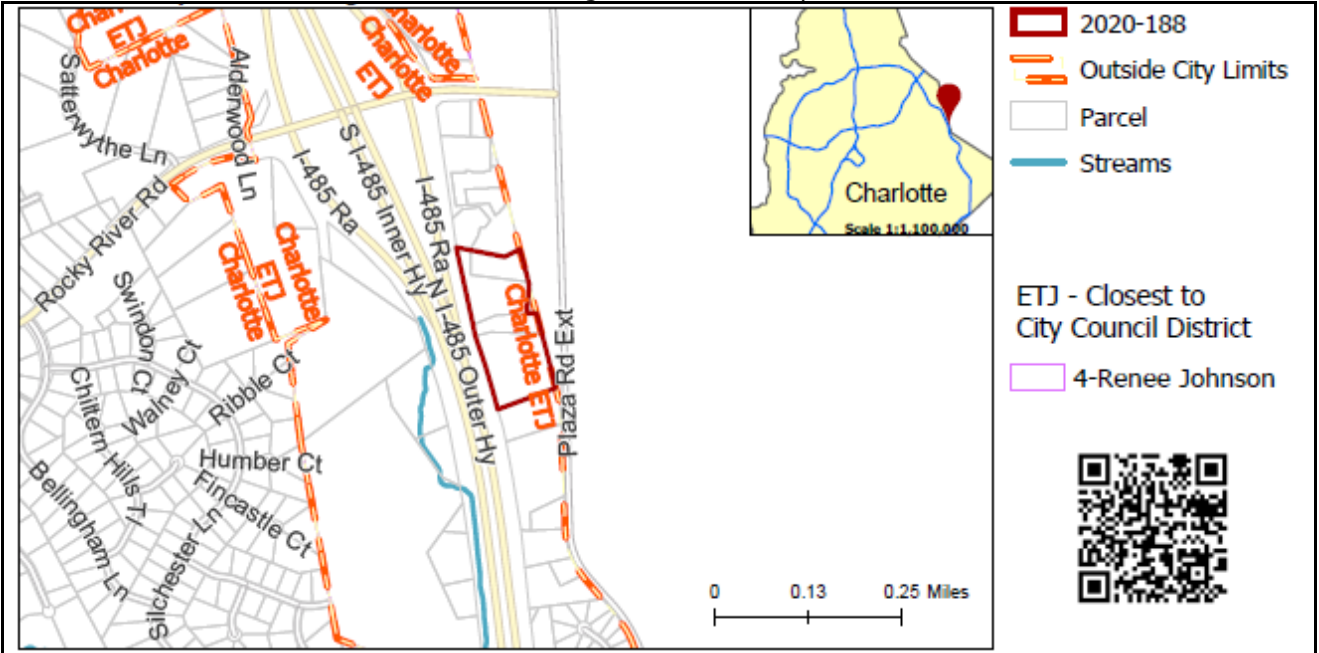 Charlotte
ETJ
Charlotte
Charlotte
ETJ
Charlotte
Satterwythe Ln
Alderwood Ln
Rocky River Rd
I-485 Ra
S I-485 Inner Hy
I-485 Ra
N I-485 Outer Hy
Charlotte
ETJ
Charlotte
Swindon Ct
Walney Ct
Ribble Ct
Chiltern Hills Tl
Humber Ct
Fincastle Ct
Bellingham Ln
Silchester Ln
Charlotte ETJ
Plaza Rd Ext
0 0.13 0.25 Miles
Charlotte
Scale 1:1,100,000
2020-188
Outside City Limits
Parcel
Streams
ETJ - Closest to
City Council District
4-Renee Johnson